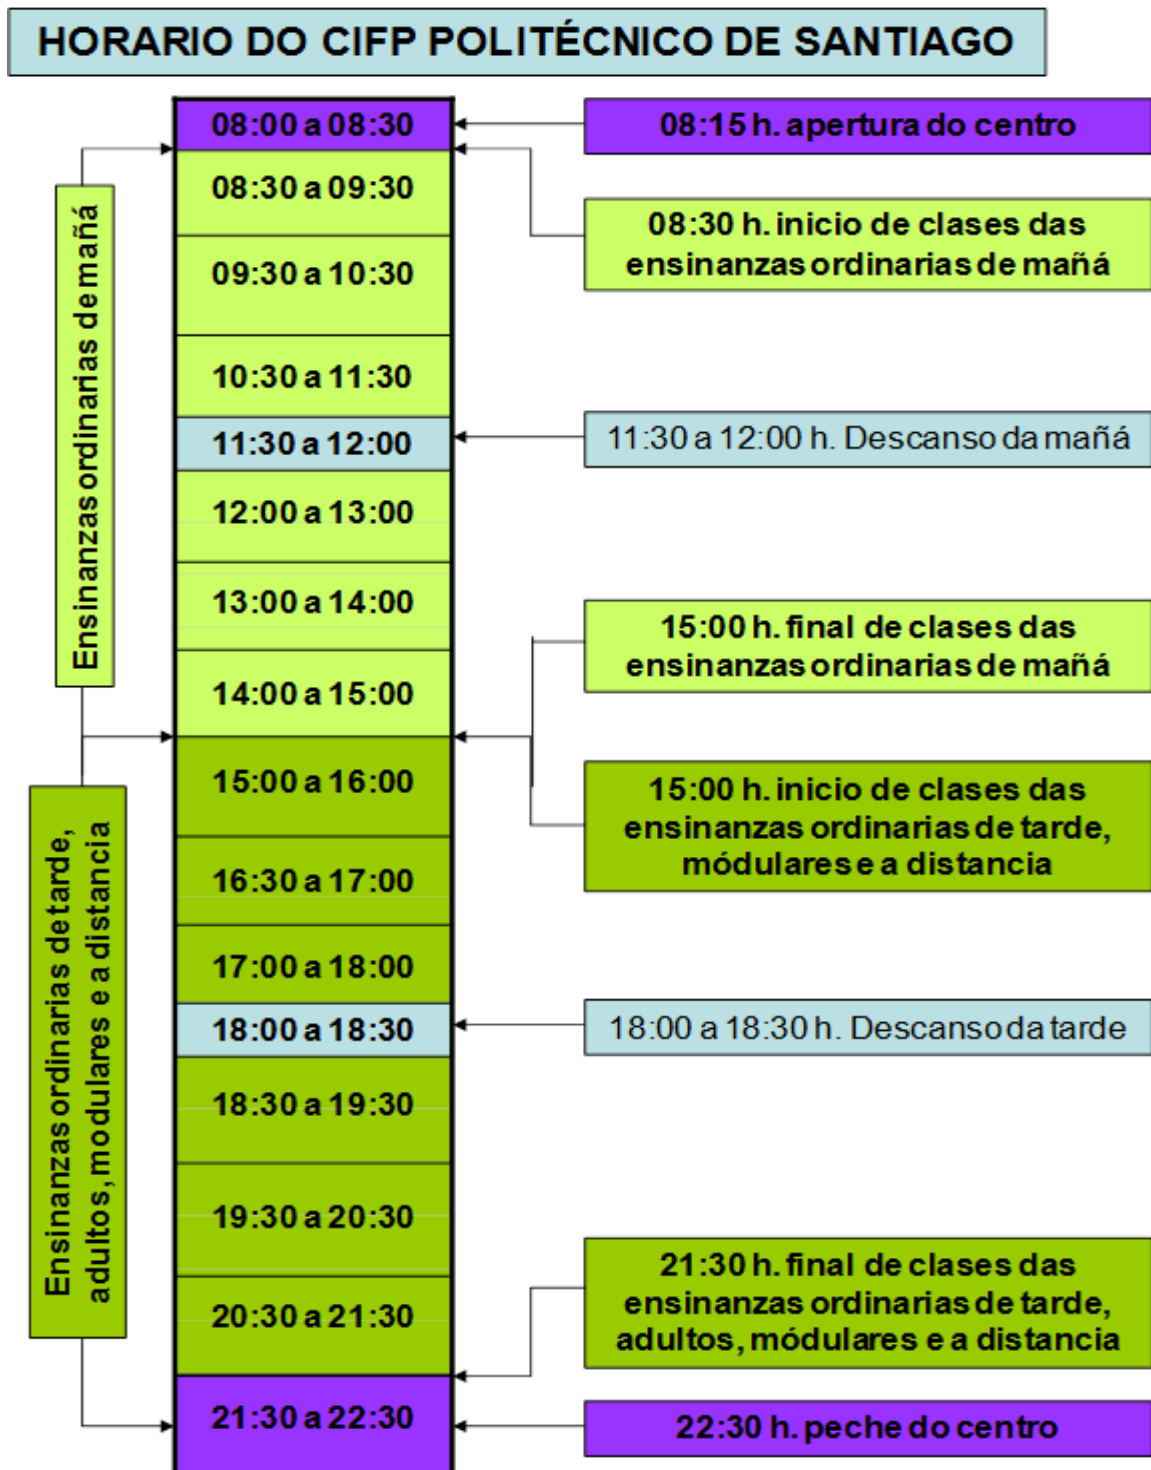 HORARIO DO CIFP POLITÉCNICO DE SANTIAGO
08:00 a 08:30
08:15 h. apertura do centro
08:30 a 09:30
08:30 h. inicio de clases das
ensinanzas ordinarias de mañá
09:30 a 10:30
Ensinanzas ordinarias de mañá
10:30 a 11:30
11:30 a 12:00
11:30 a 12:00 h. Descanso da mañá
12:00 a 13:00
13:00 a 14:00
15:00 h. final de clases das
ensinanzas ordinarias de mañá
14:00 a 15:00
15:00 a 16:00
15:00 h. inicio de clases das
ensinanzas ordinarias de tarde,
módulares e a distancia
16:30 a 17:00
Ensinanzas ordinarias de tarde,
adultos, modulares e a distancia
17:00 a 18:00
18:00 a 18:30
18:00 a 18:30 h. Descanso da tarde
18:30 a 19:30
19:30 a 20:30
20:30 a 21:30
21:30 h. final de clases das
ensinanzas ordinarias de tarde,
adultos, módulares e a distancia
21:30 a 22:30
22:30 h. peche do centro